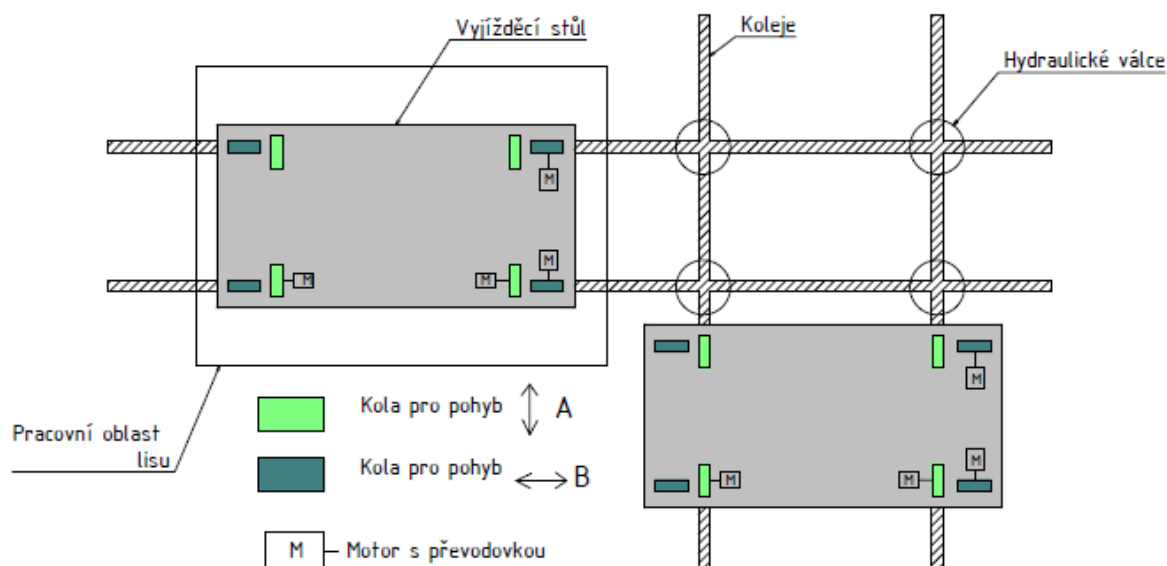 Vyjížděcí stůl
Koleje
Hydraulické válce
M
M
M
M
M
M
M
M
Pracovní oblast
lisu
Kola pro pohyb A
Kola pro pohyb B
M Motor s převodovkou